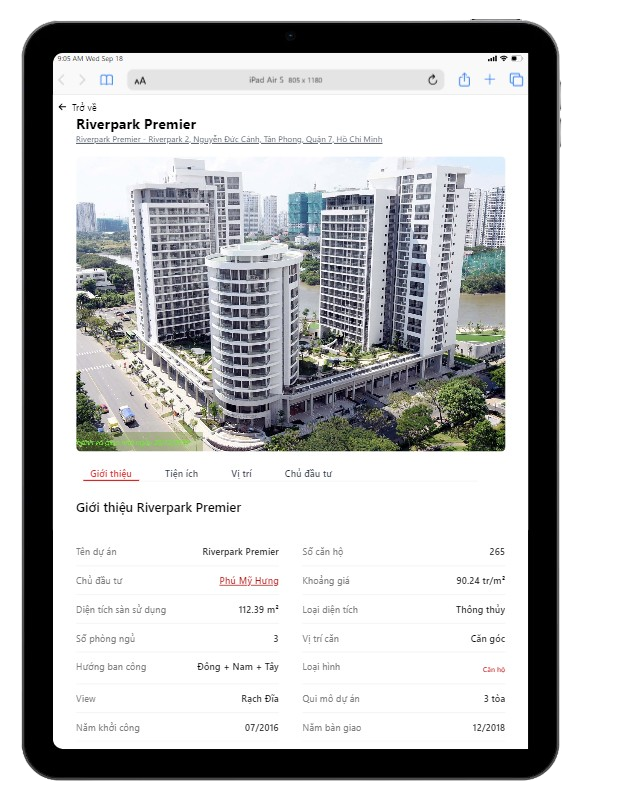 9:05 AM Wed Sep 18
AA
iPad Air 5 805 x 1180
Trở về
Riverpark Premier
Riverpark Premier - Riverpark 2, Nguyễn Đức Cảnh, Tân Phong, Quận 7, Hồ Chí Minh
Giới thiệu Tiện ích Vị trí Chủ đầu tư
Giới thiệu Riverpark Premier
Tên dự án Riverpark Premier Số căn hộ 265
Chủ đầu tư Phú Mỹ Hưng Khoảng giá 90.24 tr/m²
Diện tích sàn sử dụng 112.39 m² Loại diện tích Thông thủy
Số phòng ngủ 3 Vị trí căn Căn góc
Hướng ban công Đông + Nam + Tây Loại hình Căn hộ
View Rạch Đĩa Qui mô dự án 3 tòa
Năm khởi công 07/2016 Năm bàn giao 12/2018